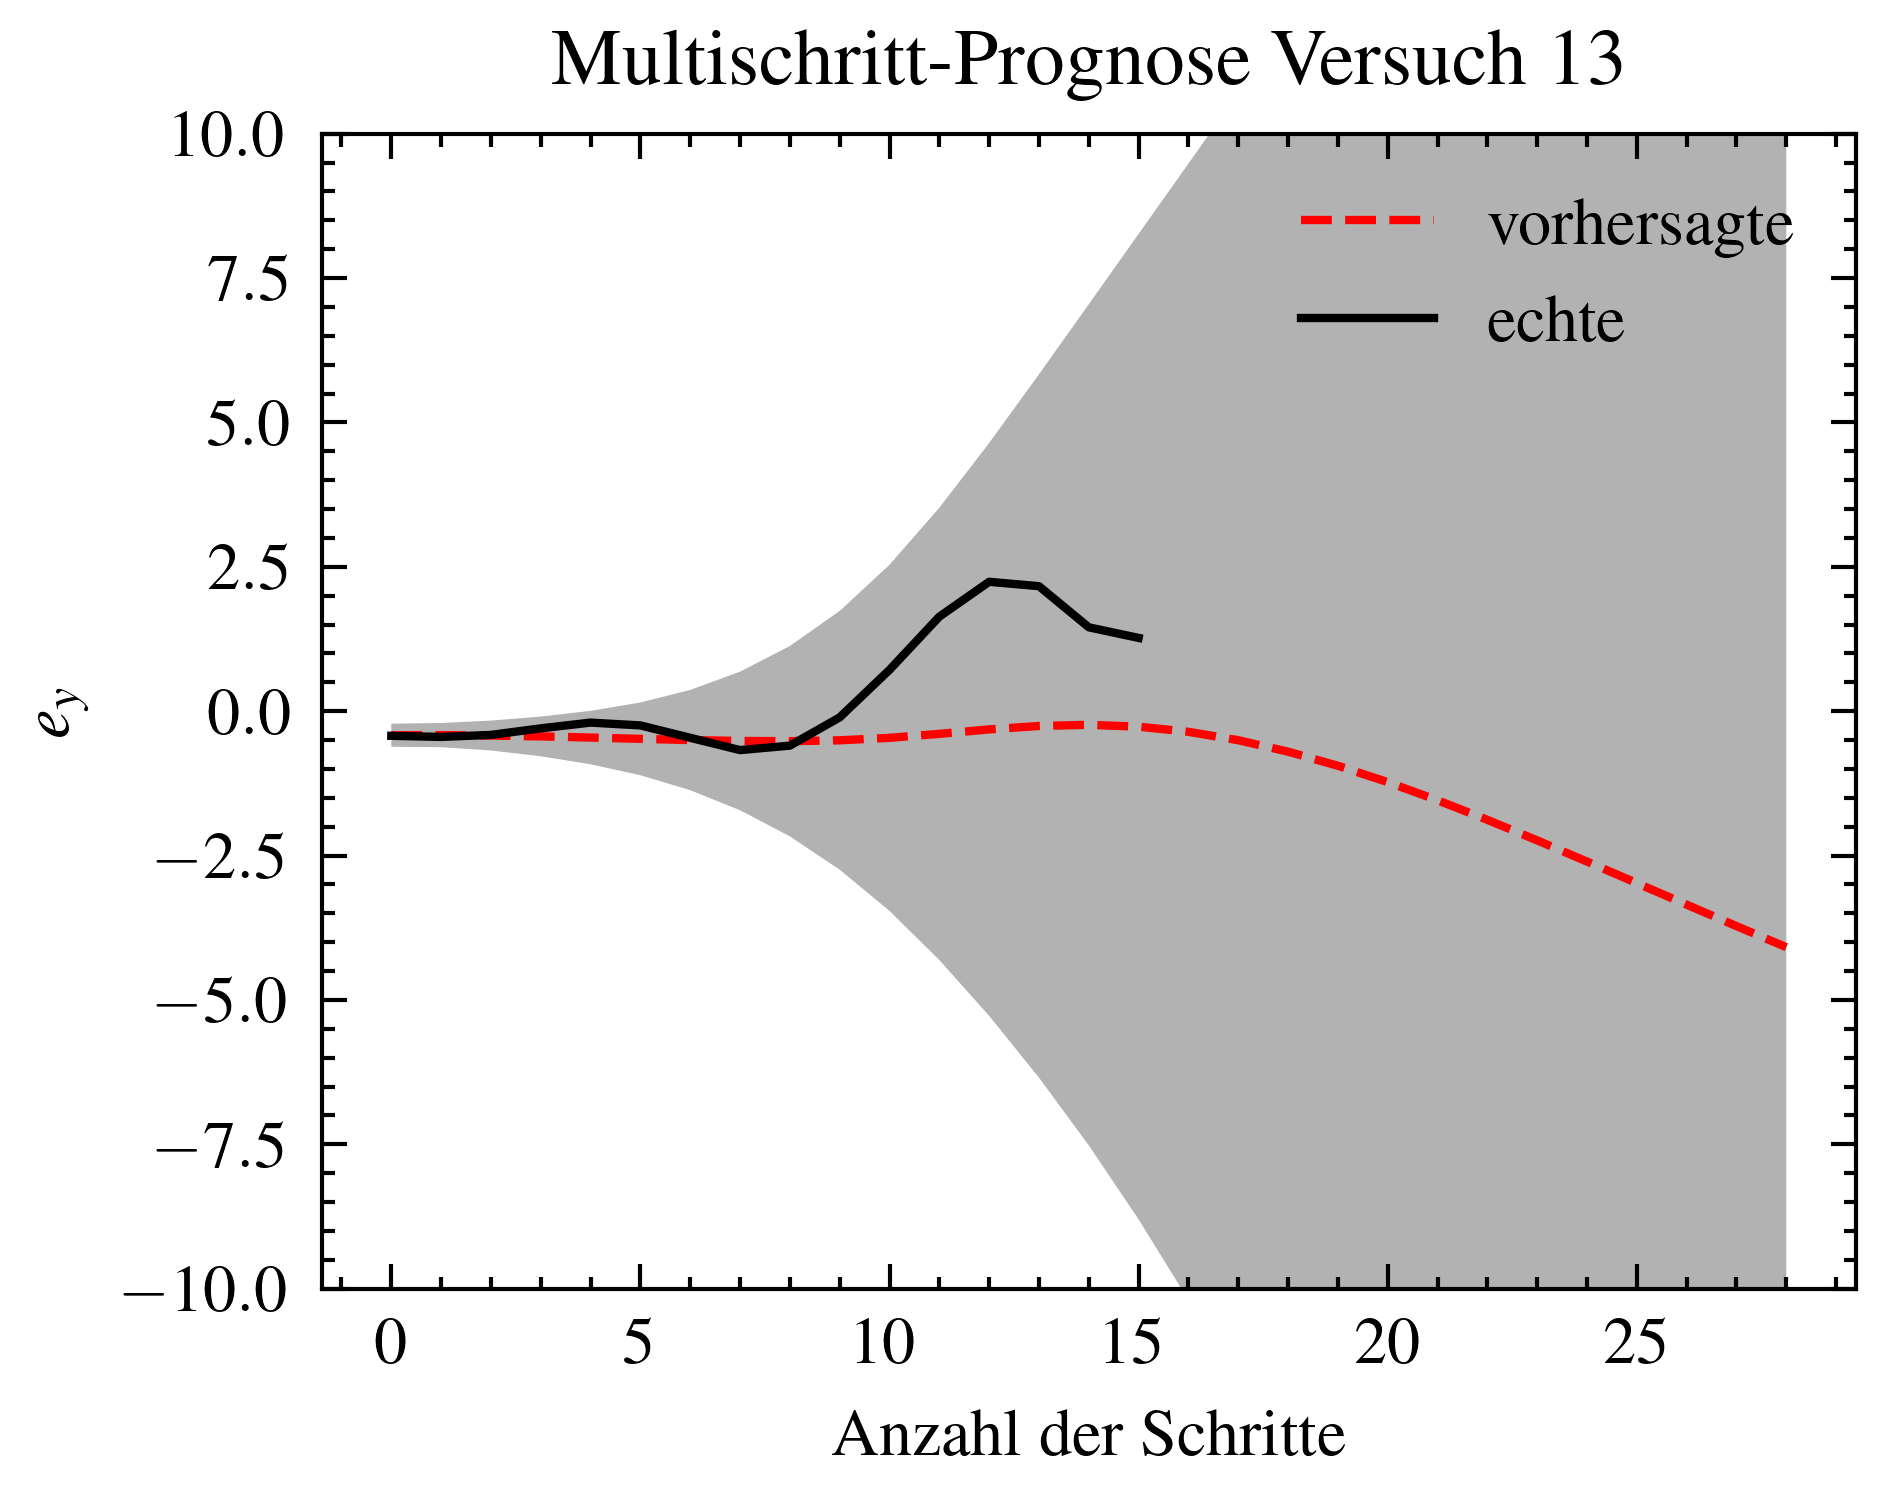 Multischritt-Prognose Versuch 13
10.0
7.5
5.0
2.5
0.0
−2.5
−5.0
−7.5
−10.0
e_y
vorhersagte
echte
0 5 10 15 20 25
Anzahl der Schritte